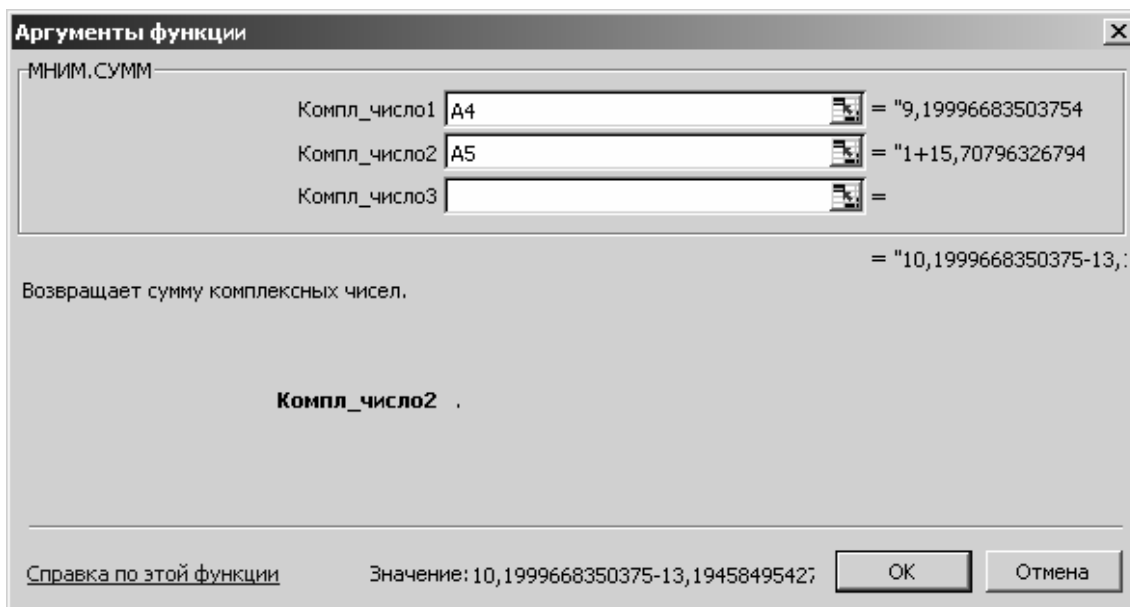 Аргументы функции
МНИМ.СУММ
Компл_число1 A4 = "9,19996683503754
Компл_число2 A5 = "1+15,70796326794
Компл_число3 =
= "10,1999668350375-13,
Возвращает сумму комплексных чисел.
Компл_число2 .
Справка по этой функции Значение: 10,1999668350375-13,19458495427 ОК Отмена